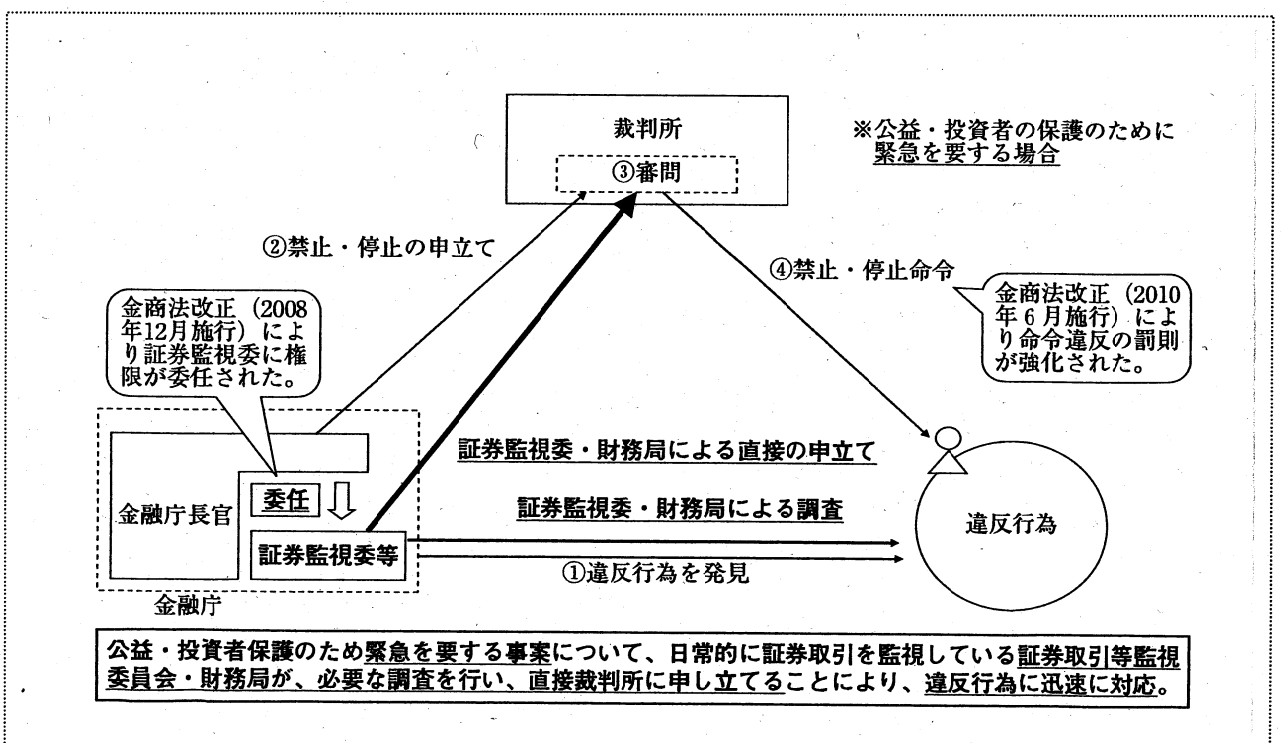 裁判所
③審問
※公益・投資者の保護のために
緊急を要する場合
②禁止・停止の申立て
④禁止・停止命令
金商法改正（2008
年12月施行）によ
り証券監視委に権
限が委任された。
金商法改正（2010
年6月施行）によ
り命令違反の罰則
が強化された。
証券監視委・財務局による直接の申立て
委任
金融庁長官
証券監視委・財務局による調査
違反行為
証券監視委等
①違反行為を発見
金融庁
公益・投資者保護のため緊急を要する事案について、日常的に証券取引を監視している証券取引等監視
委員会・財務局が、必要な調査を行い、直接裁判所に申し立てることにより、違反行為に迅速に対応。